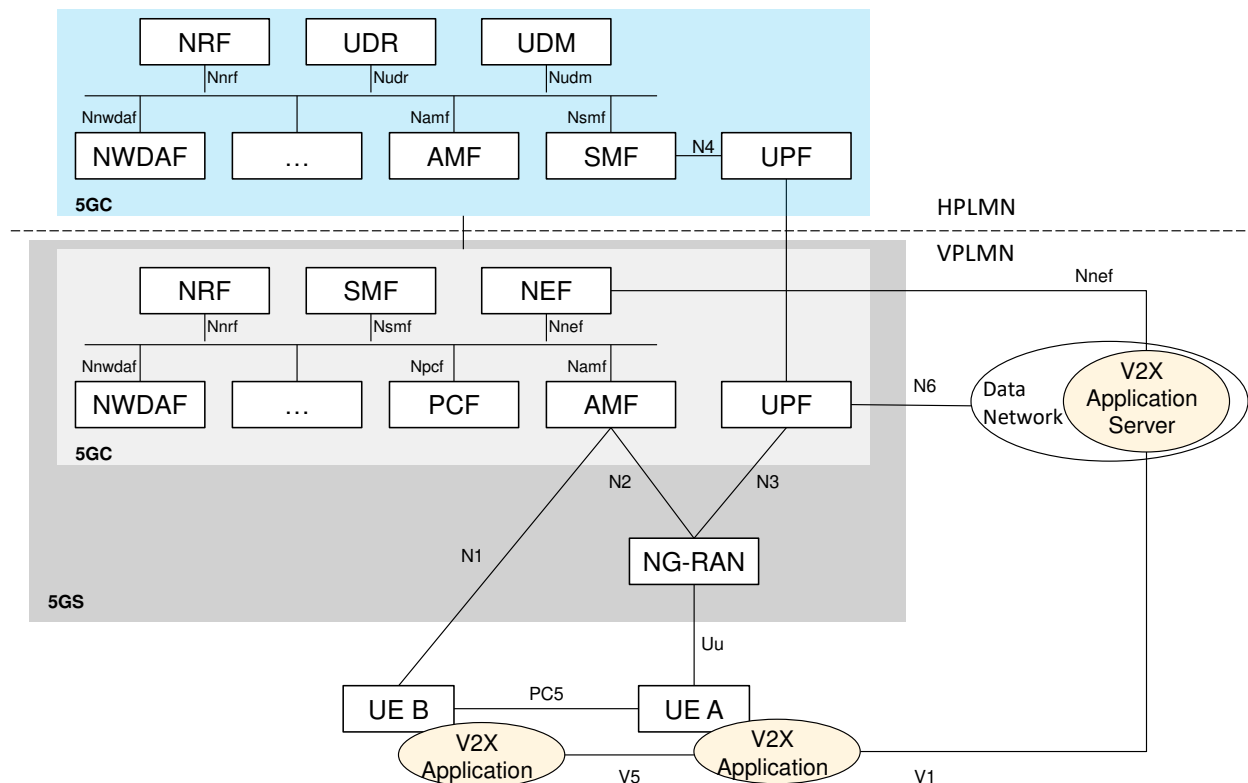 NRF
UDR
UDM
Nnrf
Nudr
Nudm
Nnwdaf
Namf
Nsmf
NWDAF
...
AMF
SMF
N4
UPF
5GC
HPLMN
VPLMN
NRF
SMF
NEF
Nnef
Nnrf
Nsmf
Nnef
Nnwdaf
Npcf
Namf
NWDAF
...
PCF
AMF
UPF
N6
Data
Network
V2X
Application
Server
5GC
N2
N3
N1
NG-RAN
5GS
Uu
UE B
PC5
UE A
V2X
Application
V2X
Application
V5
V1